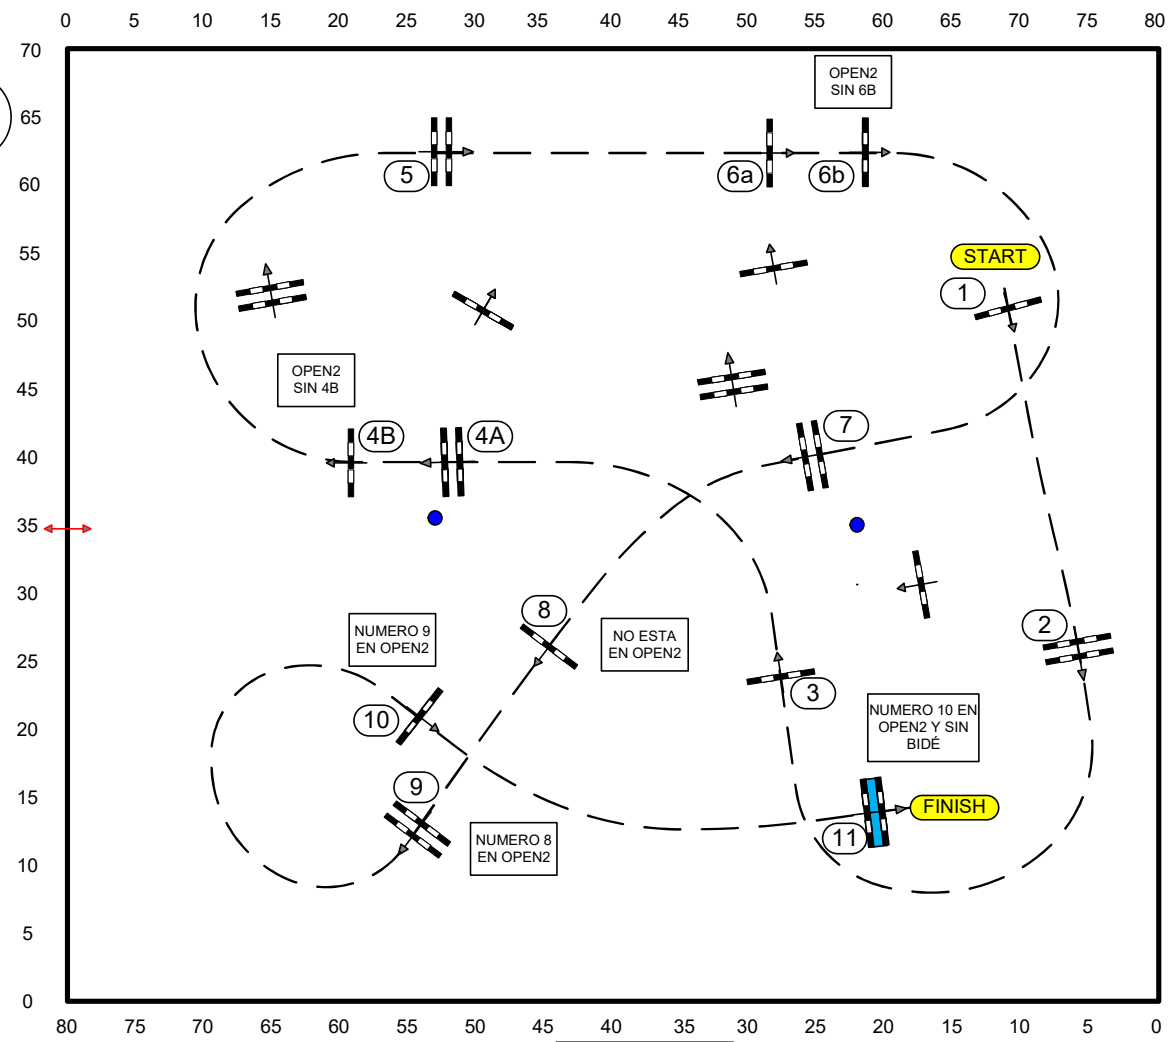 0 5 10 15 20 25 30 35 40 45 50 55 60 65 70 75 80
70
OPEN2
SIN 6B
65
5 6a 6b
60
55
START
1
50
OPEN2
SIN 4B
45
4B 4A 7
40
35
30
NUMERO 9
EN OPEN2
8
NO ESTA
EN OPEN2
2
25
3
10
NUMERO 10 EN
OPEN2 Y SIN
BIDÉ
20
15
9
FINISH
NUMERO 8
EN OPEN2
11
10
5
0
80 75 70 65 60 55 50 45 35 40 30 25 20 15 10 5 0